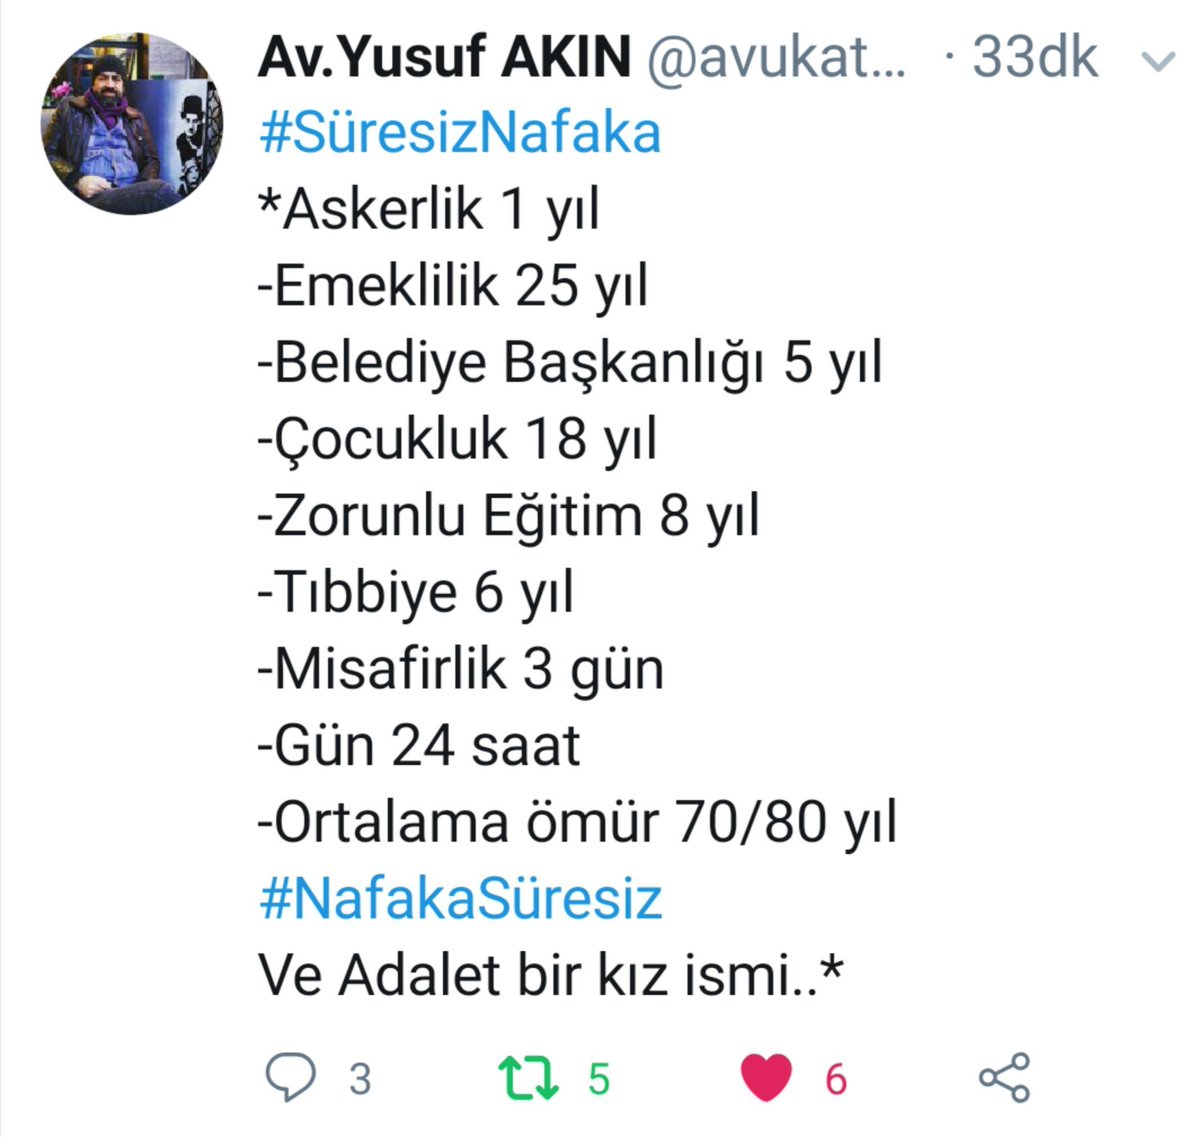 Av.Yusuf AKIN @avukat... · 33dk
#SüresizNafaka
*Askerlik 1 yıl
-Emeklilik 25 yıl
-Belediye Başkanlığı 5 yıl
-Çocukluk 18 yıl
-Zorunlu Eğitim 8 yıl
-Tıbbiye 6 yıl
-Misafirlik 3 gün
-Gün 24 saat
-Ortalama ömür 70/80 yıl
#NafakaSüresiz
Ve Adalet bir kız ismi..*
3 5 6